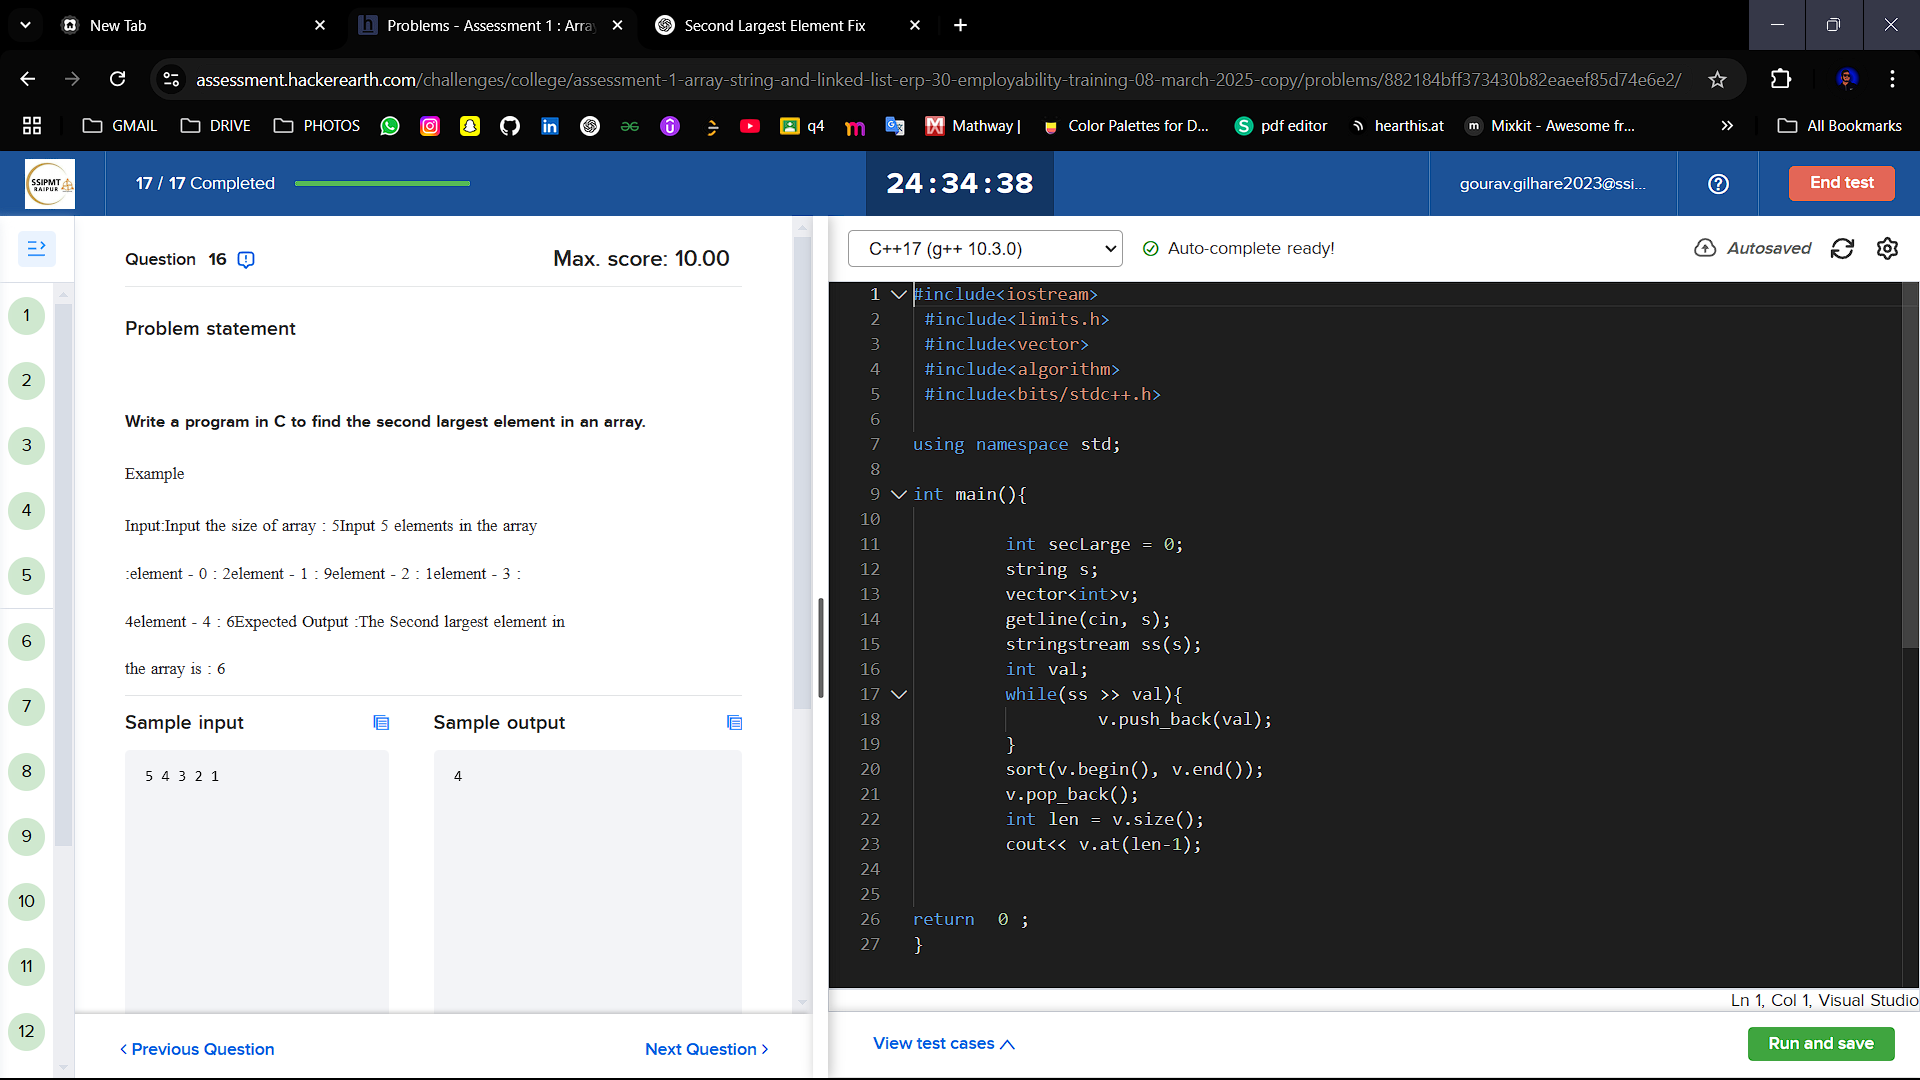 New Tab
Problems - Assessment 1 : Arra
Second Largest Element Fix
assessment.hackerearth.com/challenges/college/assessment-1-array-string-and-linked-list-erp-30-employability-training-08-march-2025-copy/problems/882184bff373430b82eaeef85d74e6e2/
GMAIL
DRIVE
PHOTOS
q4
Mathway |
Color Palettes for D...
pdf editor
hearthis.at
Mixkit - Awesome fr...
All Bookmarks
SSIPMT
RAIPUR
17 / 17 Completed
24:34:38
gourav.gilhare2023@ssi...
End test
Question 16
Max. score: 10.00
Problem statement
Write a program in C to find the second largest element in an array.
Example
Input:Input the size of array : 5Input 5 elements in the array
:element - 0 : 2element - 1 : 9element - 2 : 1element - 3 :
4element - 4 : 6Expected Output :The Second largest element in
the array is : 6
Sample input
Sample output
5 4 3 2 1
4
1
2
3
4
5
6
7
8
9
10
11
12
< Previous Question
Next Question >
C++17 (g++ 10.3.0)
Auto-complete ready!
Autosaved
1 #include<iostream>
2 #include<limits.h>
3 #include<vector>
4 #include<algorithm>
5 #include<bits/stdc++.h>
6
7 using namespace std;
8
9 int main(){
10
11 int secLarge = 0;
12 string s;
13 vector<int>v;
14 getline(cin, s);
15 stringstream ss(s);
16 int val;
17 while(ss >> val){
18 v.push_back(val);
19 }
20 sort(v.begin(), v.end());
21 v.pop_back();
22 int len = v.size();
23 cout<< v.at(len-1);
24
25
26 return 0 ;
27 }
Ln 1, Col 1, Visual Studio
View test cases
Run and save